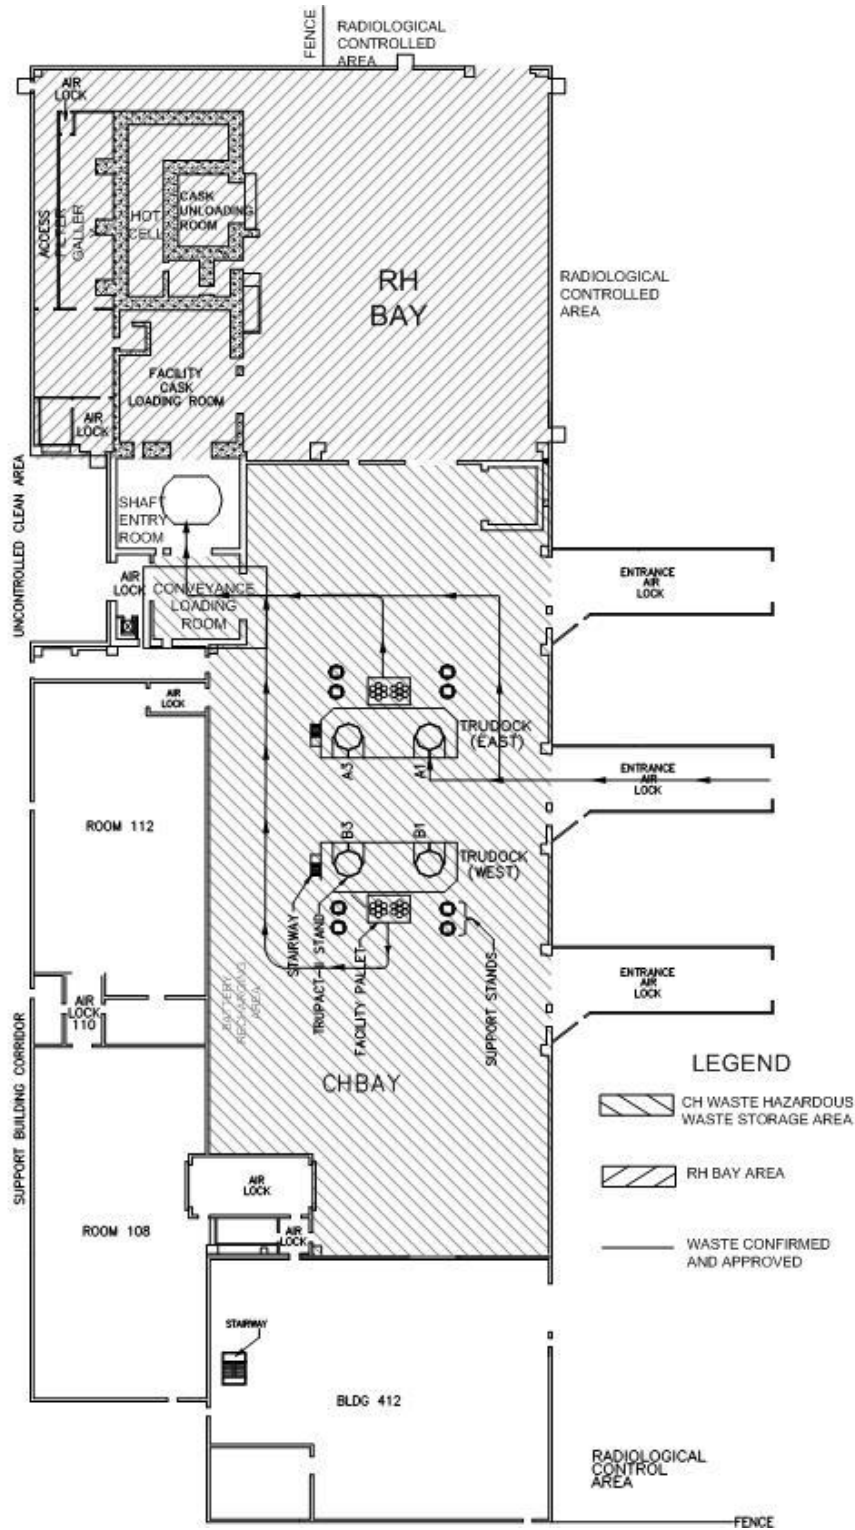 FENCE
RADIOLOGICAL
CONTROLLED
AREA
AIR
LOCK
ACCESS
FILTER
GALLERY
HOT
CELL
CASK
UNLOADING
ROOM
RH
BAY
RADIOLOGICAL
CONTROLLED
AREA
FACILITY
CASK
LOADING ROOM
AIR
LOCK
UNCONTROLLED CLEAN AREA
SHAFT
ENTRY
ROOM
AIR
LOCK
CONVEYANCE
LOADING
ROOM
ENTRANCE
AIR
LOCK
AIR
LOCK
TRUDOCK
(EAST)
A3
A1
ENTRANCE
AIR
LOCK
ROOM 112
B3
B1
TRUDOCK
(WEST)
STAIRWAY
TRUPACT-II STAND
FACILITY PALLET
SUPPORT STANDS
BATTERY
RECHARGING
AREA
ENTRANCE
AIR
LOCK
AIR
LOCK
110
SUPPORT BUILDING CORRIDOR
CHBAY
LEGEND
CH WASTE HAZARDOUS
WASTE STORAGE AREA
RH BAY AREA
WASTE CONFIRMED
AND APPROVED
AIR
LOCK
ROOM 108
AIR
LOCK
STAIRWAY
BLDG 412
RADIOLOGICAL
CONTROL
AREA
FENCE